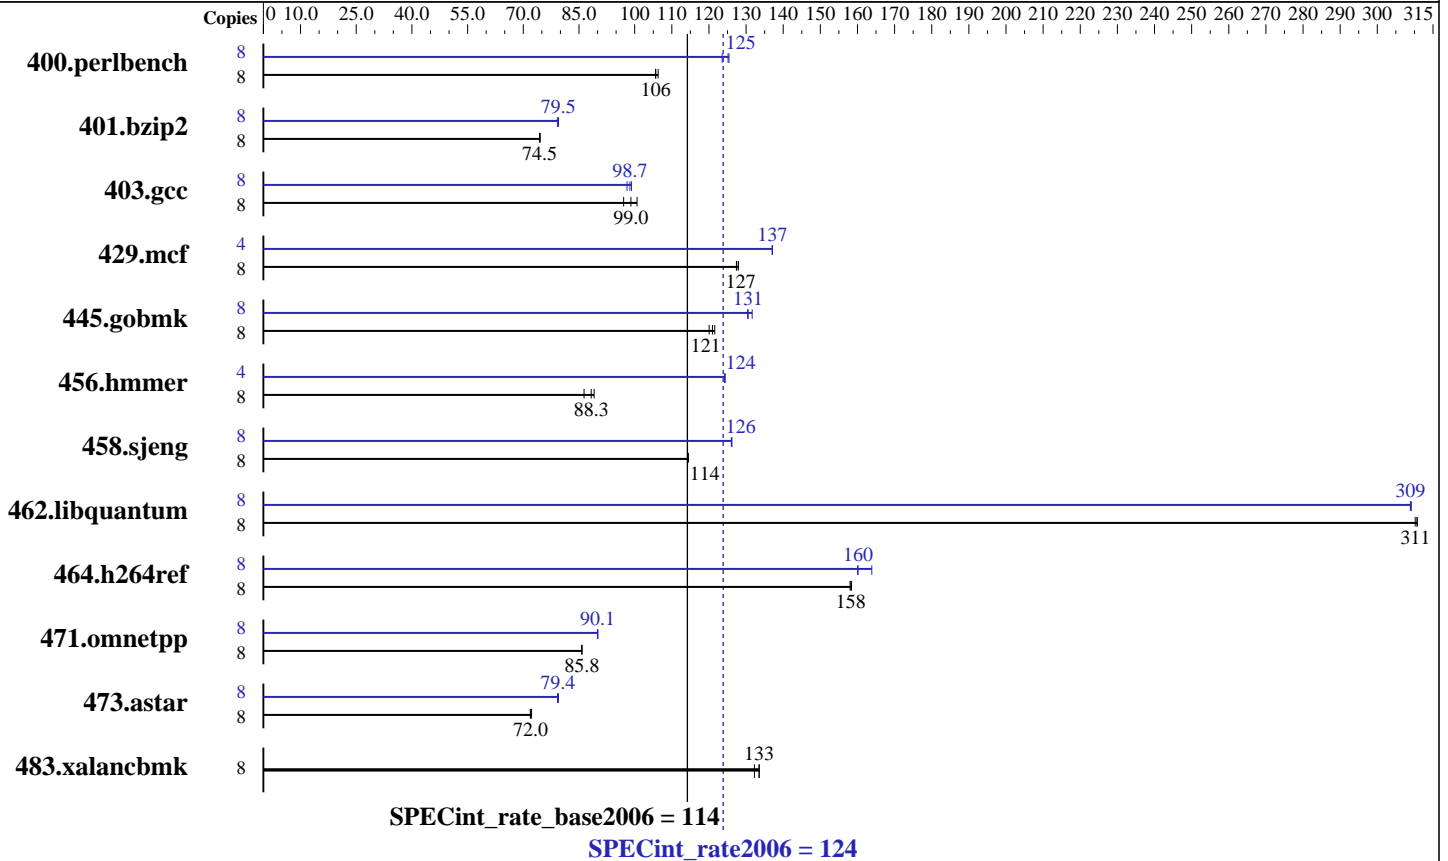 Copies 0 10.0 25.0 40.0 55.0 70.0 85.0 100 110 120 130 140 150 160 170 180 190 200 210 220 230 240 250 260 270 280 290 300 315
400.perlbench 8 125
8 106
401.bzip2 8 79.5
8 74.5
403.gcc 8 98.7
8 99.0
429.mcf 4 137
8 127
445.gobmk 8 131
8 121
456.hmmer 4 124
8 88.3
458.sjeng 8 126
8 114
462.libquantum 8 309
8 311
464.h264ref 8 160
8 158
471.omnetpp 8 90.1
8 85.8
473.astar 8 79.4
8 72.0
483.xalancbmk 8 133
SPECint_rate_base2006 = 114
SPECint_rate2006 = 124